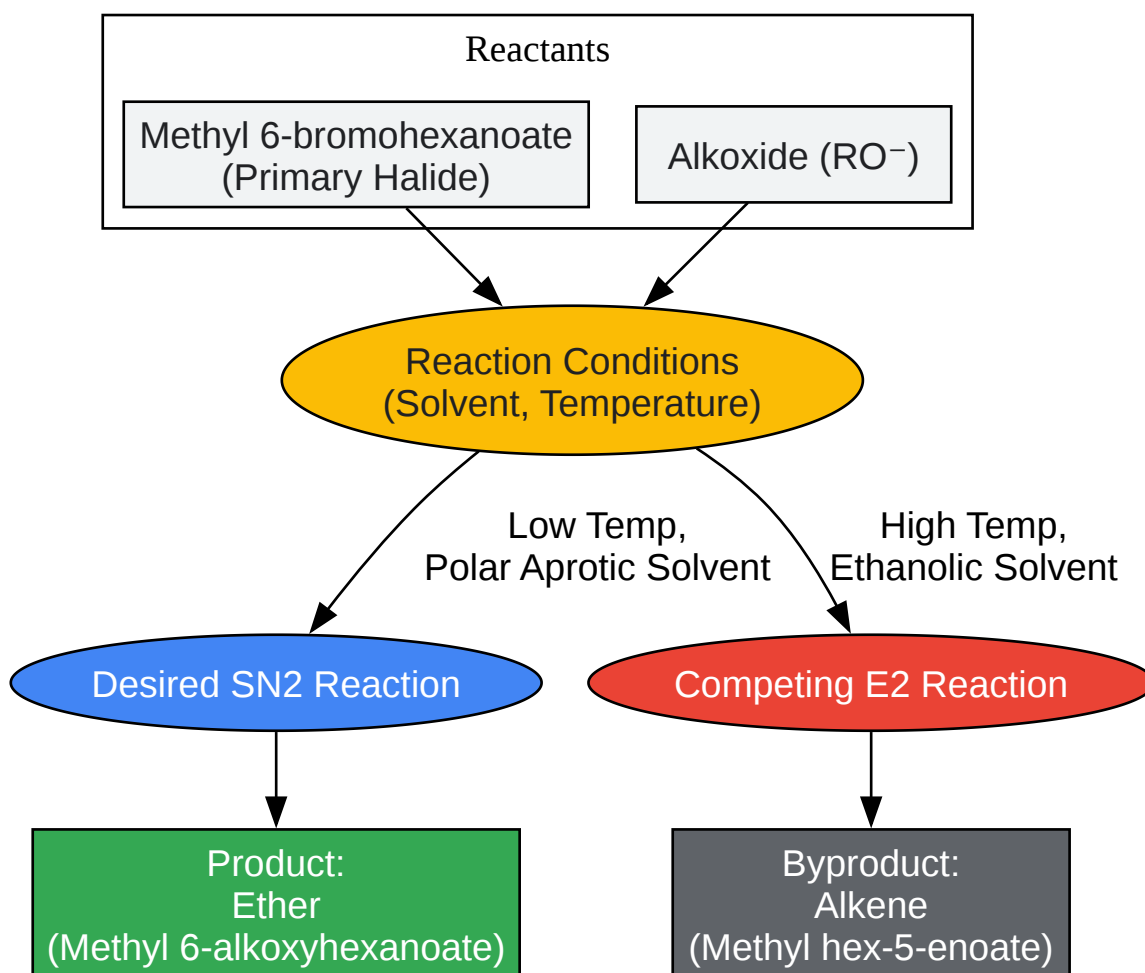 Reactants
Methyl 6-bromohexanoate
(Primary Halide)
Alkoxide (RO⁻)
Reaction Conditions
(Solvent, Temperature)
Low Temp,
Polar Aprotic Solvent
High Temp,
Ethanolic Solvent
Desired SN2 Reaction
Competing E2 Reaction
Product:
Ether
(Methyl 6-alkoxyhexanoate)
Byproduct:
Alkene
(Methyl hex-5-enoate)